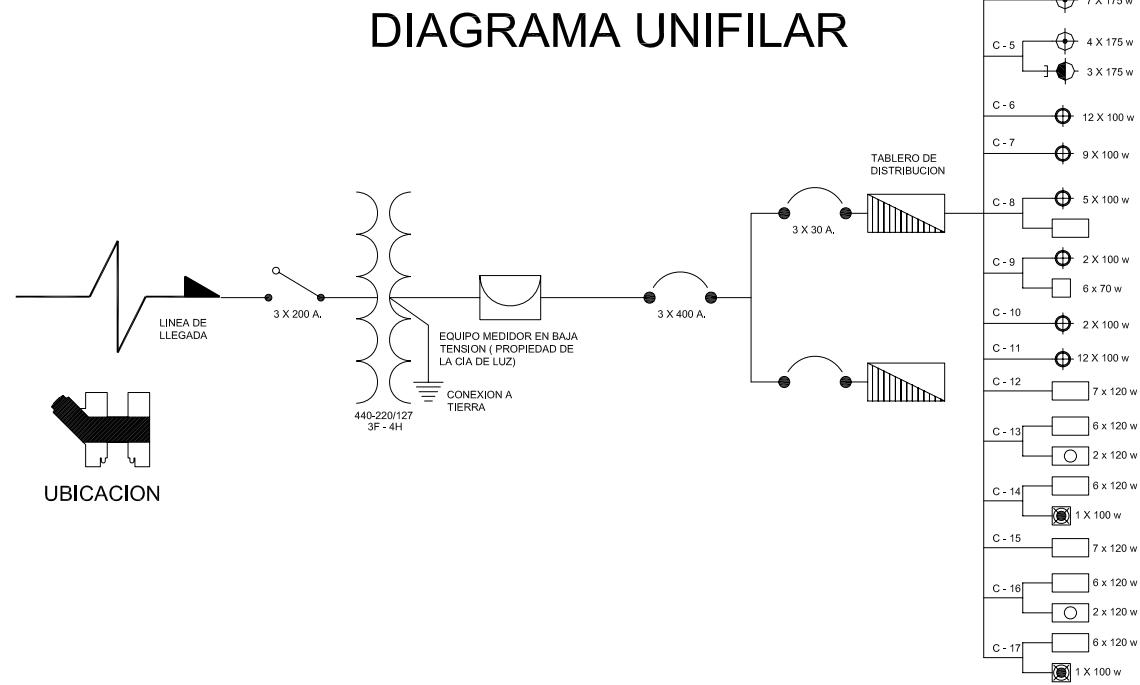 DIAGRAMA UNIFILAR
7 X 175 w
C - 5
4 X 175 w
3 X 175 w
C - 6
12 X 100 w
C - 7
9 X 100 w
TABLERO DE
DISTRIBUCION
C - 8
5 X 100 w
3 X 30 A.
C - 9
2 X 100 w
6 x 70 w
LINEA DE
LLEGADA
3 X 200 A.
EQUIPO MEDIDOR EN BAJA
TENSION ( PROPIEDAD DE
LA CIA DE LUZ)
3 X 400 A.
C - 10
2 X 100 w
C - 11
12 X 100 w
CONEXION A
TIERRA
440-220/127
3F - 4H
C - 12
7 x 120 w
C - 13
6 x 120 w
2 x 120 w
UBICACION
C - 14
6 x 120 w
1 X 100 w
C - 15
7 x 120 w
C - 16
6 x 120 w
2 x 120 w
C - 17
6 x 120 w
1 X 100 w